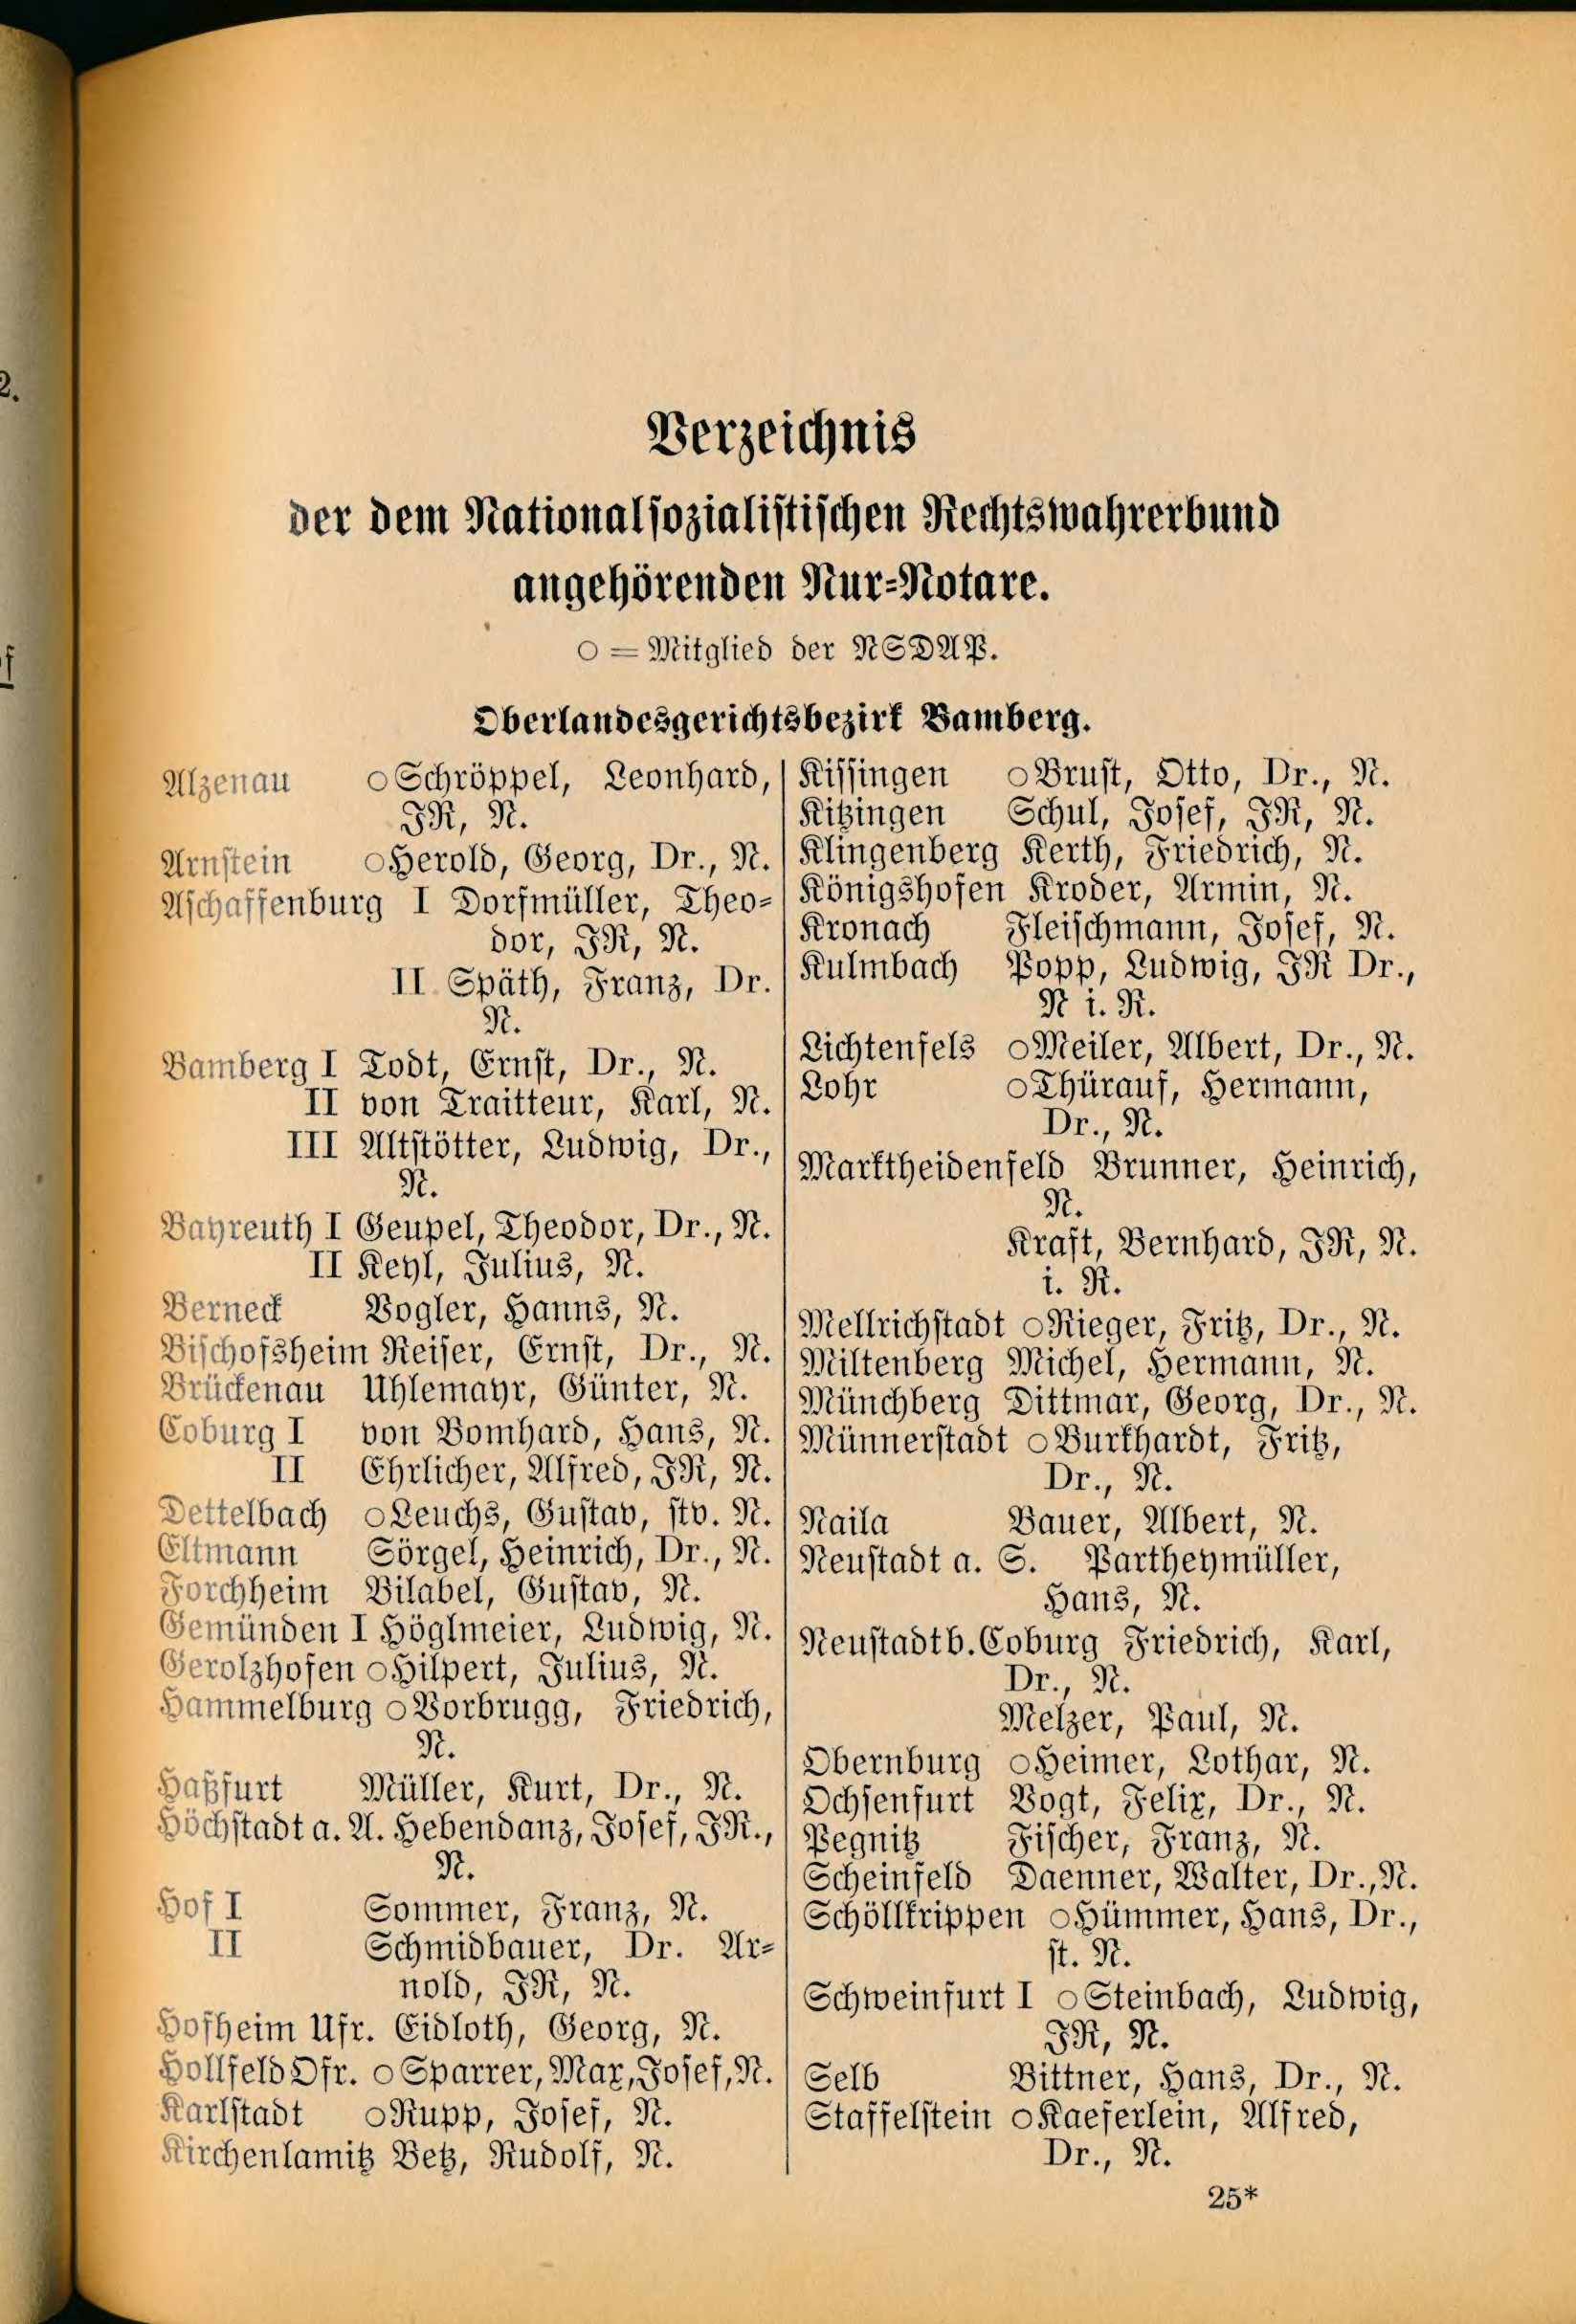 2.
f
Verzeichnis
der dem Nationalsozialistischen Rechtswahrerbund
angehörenden Nur-Notare.
○ = Mitglied der NSDAP.
Oberlandesgerichtsbezirk Bamberg.
Alzenau ○Schröppel, Leonhard,
JR, N.
Arnstein ○Herold, Georg, Dr., N.
Aschaffenburg I Dorfmüller, Theo-
dor, JR, N.
II Späth, Franz, Dr.
N.
Bamberg I Todt, Ernst, Dr., N.
II von Traitteur, Karl, N.
III Altstötter, Ludwig, Dr.,
N.
Bayreuth I Geupel, Theodor, Dr., N.
II Keyl, Julius, N.
Berneck Vogler, Hanns, N.
Bischofsheim Reiser, Ernst, Dr., N.
Brückenau Uhlemayr, Günter, N.
Coburg I von Bomhard, Hans, N.
II Ehrlicher, Alfred, JR, N.
Dettelbach ○Leuchs, Gustav, stv. N.
Eltmann Sörgel, Heinrich, Dr., N.
Forchheim Bilabel, Gustav, N.
Gemünden I Höglmeier, Ludwig, N.
Gerolzhofen ○Hilpert, Julius, N.
Hammelburg ○Vorbrugg, Friedrich,
N.
Haßfurt Müller, Kurt, Dr., N.
Höchstadt a. A. Hebendanz, Josef, JR.,
N.
Hof I Sommer, Franz, N.
II Schmidbauer, Dr. Ar-
nold, JR, N.
Hofheim Ufr. Eidloth, Georg, N.
Hollfeld Ofr. ○Sparrer, Max, Josef, N.
Karlstadt ○Rupp, Josef, N.
Kirchenlamitz Betz, Rudolf, N.
Kissingen ○Brust, Otto, Dr., N.
Kitzingen Schul, Josef, JR, N.
Klingenberg Kerth, Friedrich, N.
Königshofen Kroder, Armin, N.
Kronach Fleischmann, Josef, N.
Kulmbach Popp, Ludwig, JR Dr.,
N i. R.
Lichtenfels ○Meiler, Albert, Dr., N.
Lohr ○Thürauf, Hermann,
Dr., N.
Marktheidenfeld Brunner, Heinrich,
N.
Kraft, Bernhard, JR, N.
i. R.
Mellrichstadt ○Rieger, Fritz, Dr., N.
Miltenberg Michel, Hermann, N.
Münchberg Dittmar, Georg, Dr., N.
Münnerstadt ○Burkhardt, Fritz,
Dr., N.
Naila Bauer, Albert, N.
Neustadt a. S. Partheymüller,
Hans, N.
Neustadt b. Coburg Friedrich, Karl,
Dr., N.
Melzer, Paul, N.
Obernburg ○Heimer, Lothar, N.
Ochsenfurt Vogt, Felix, Dr., N.
Pegnitz Fischer, Franz, N.
Scheinfeld Daenner, Walter, Dr., N.
Schöllkrippen ○Hümmer, Hans, Dr.,
st. N.
Schweinfurt I ○Steinbach, Ludwig,
JR, N.
Selb Bittner, Hans, Dr., N.
Staffelstein ○Kaeferlein, Alfred,
Dr., N.
25*